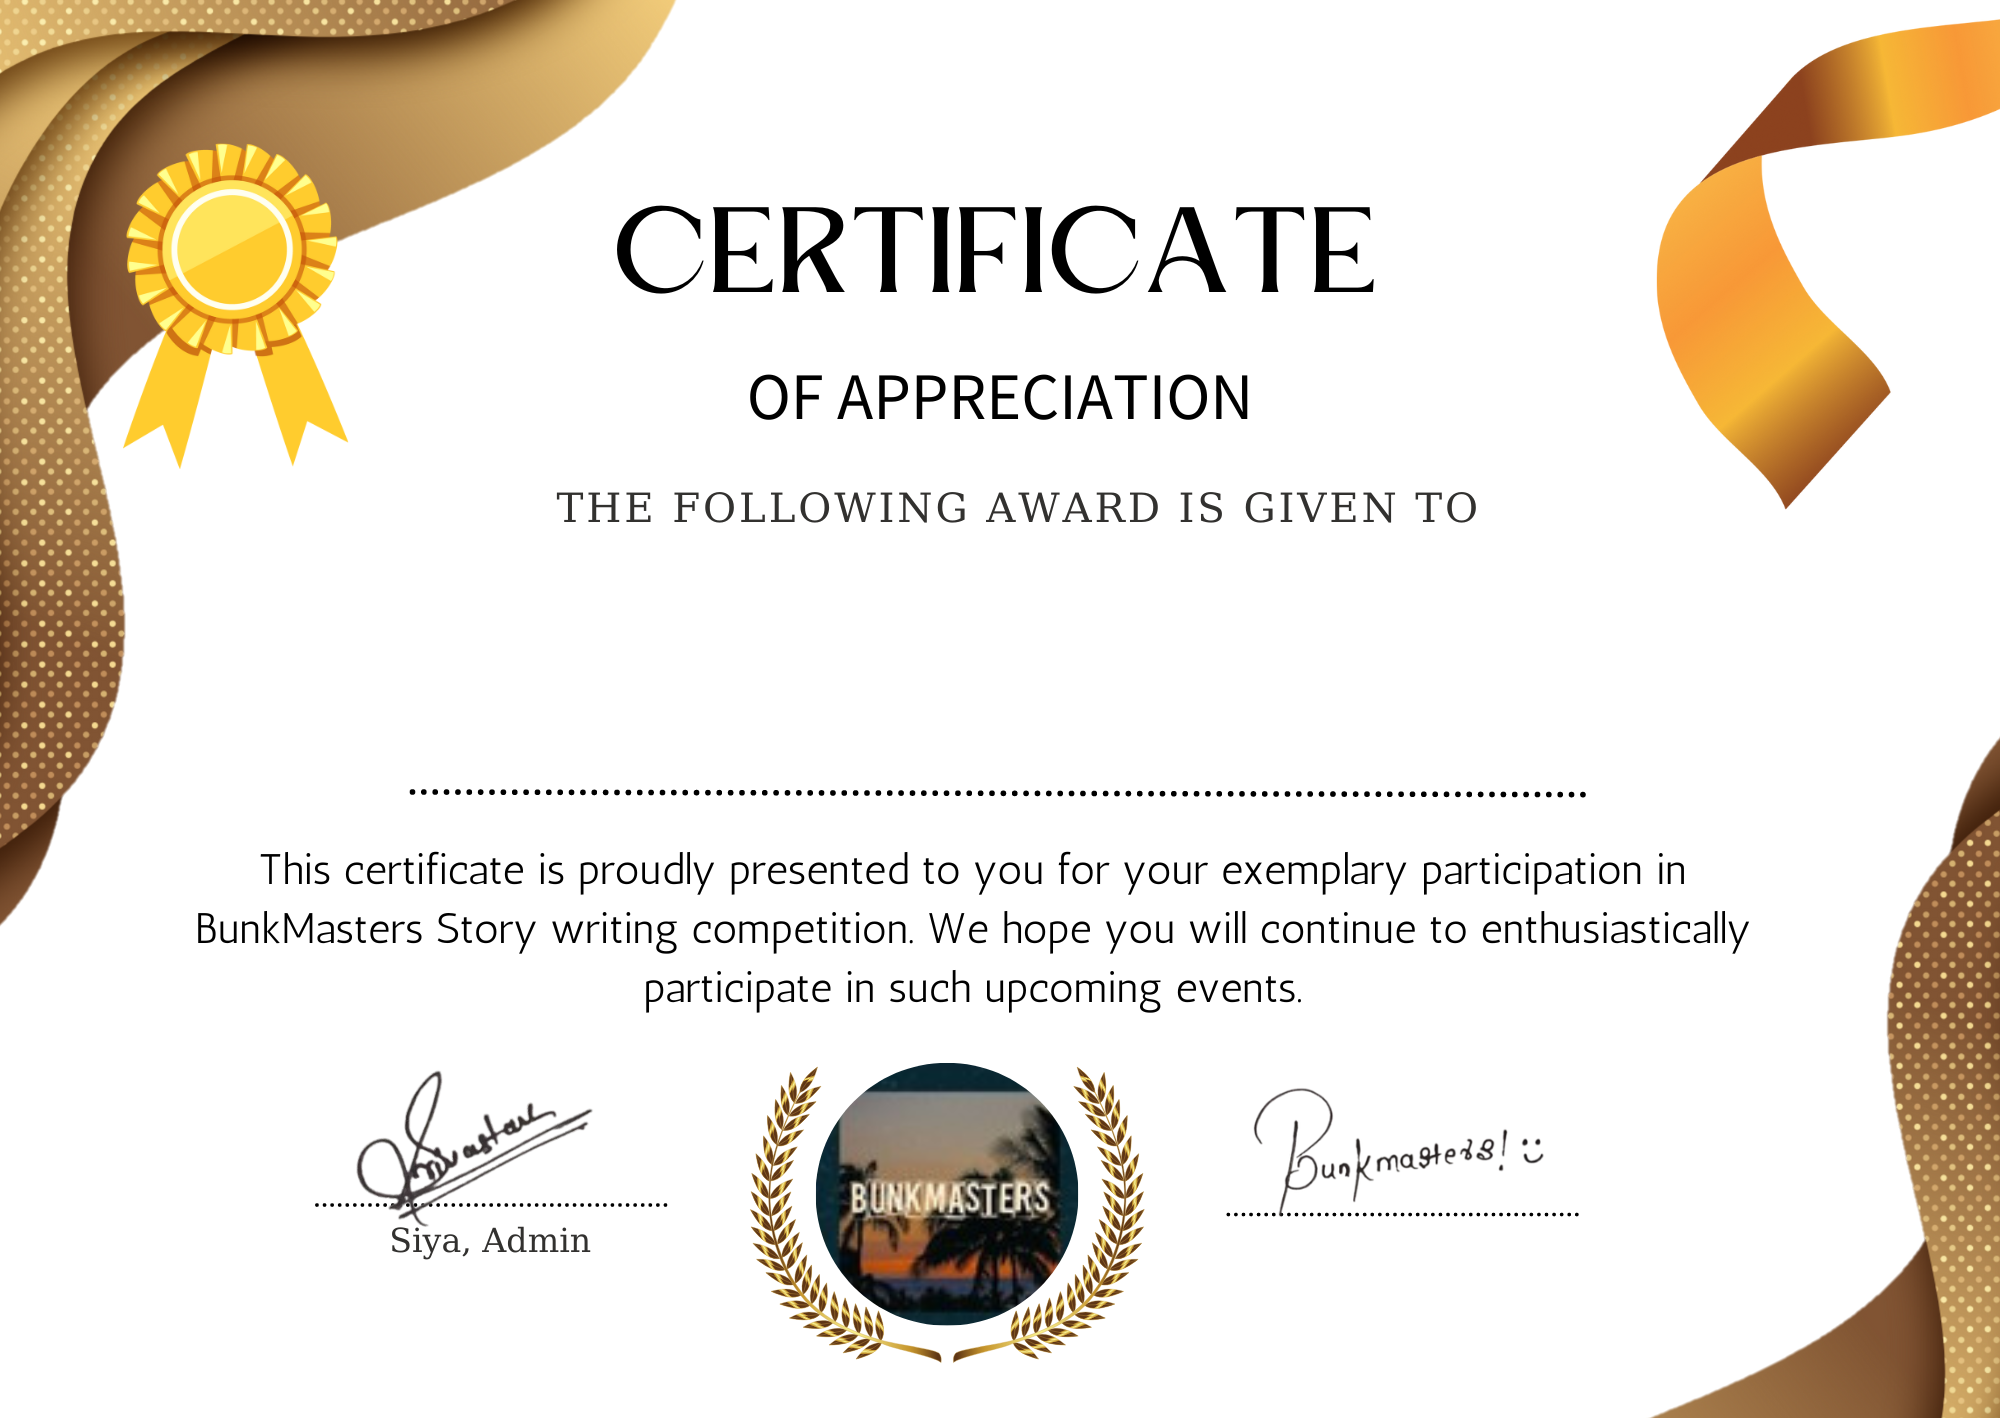 CERTIFICATE
OF APPRECIATION
THE FOLLOWING AWARD IS GIVEN TO
This certificate is proudly presented to you for your exemplary participation in
BunkMasters Story writing competition. We hope you will continue to enthusiastically
participate in such upcoming events.
Siya, Admin
BUNKMASTERS
Bunkmasters! :)